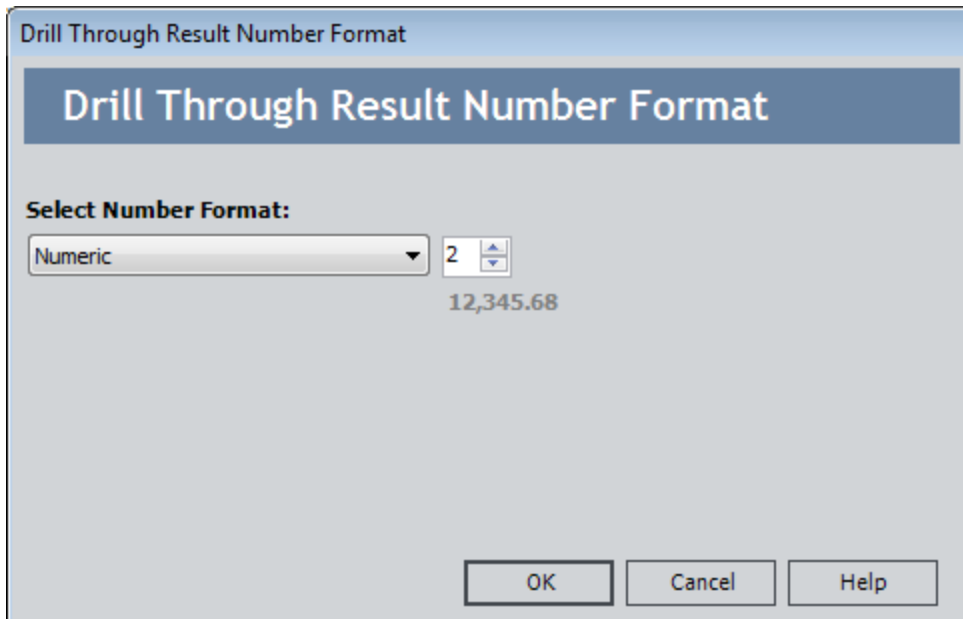 Drill Through Result Number Format
Drill Through Result Number Format
Select Number Format:
Numeric 2
12,345.68
OK Cancel Help